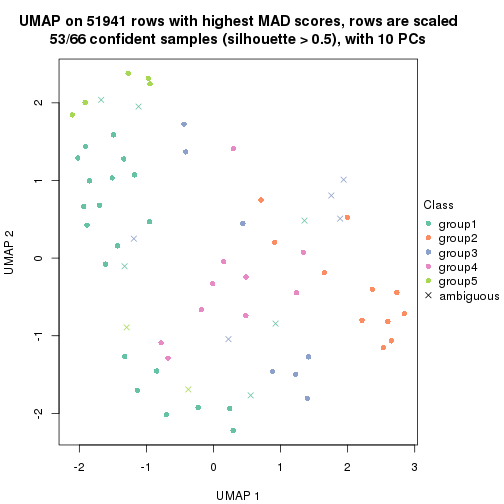 UMAP on 51941 rows with highest MAD scores, rows are scaled
53/66 confident samples (silhouette > 0.5), with 10 PCs
2
1
0
-1
-2
UMAP 2
-2
-1
0
1
2
3
UMAP 1
Class
group1
group2
group3
group4
group5
ambiguous